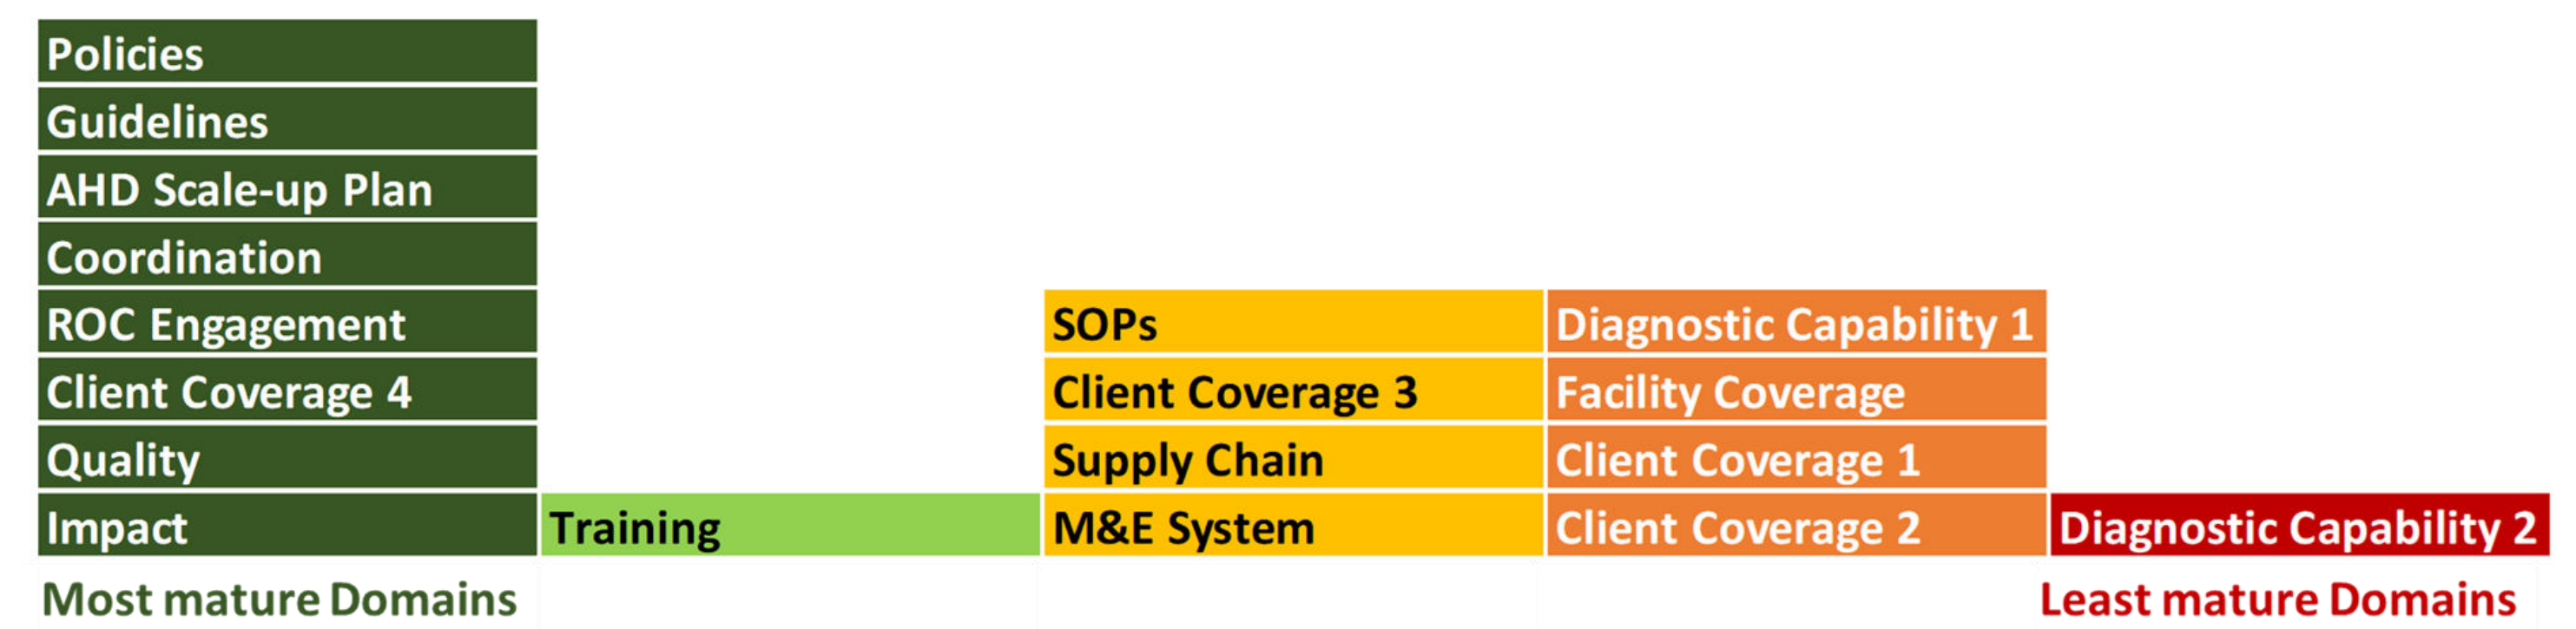 Policies
Guidelines
AHD Scale-up Plan
Coordination
ROC Engagement
SOPs
Diagnostic Capability 1
Client Coverage 4
Client Coverage 3
Facility Coverage
Quality
Supply Chain
Client Coverage 1
Impact
Training
M&E System
Client Coverage 2
Diagnostic Capability 2
Most mature Domains
Least mature Domains